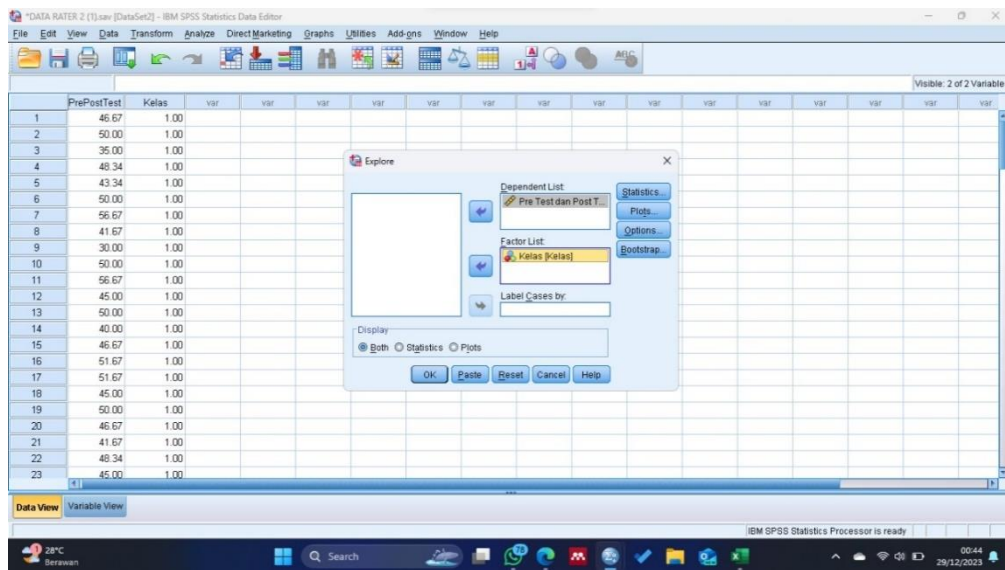 *DATA RATER 2 (1).sav [DataSet2] - IBM SPSS Statistics Data Editor
File Edit View Data Transform Analyze Direct Marketing Graphs Utilities Add-ons Window Help
Visible: 2 of 2 Variable
PrePostTest Kelas var var var var var var var var var var var var var var
1 46.67 1.00
2 50.00 1.00
3 35.00 1.00
4 48.34 1.00
5 43.34 1.00
6 50.00 1.00
7 56.67 1.00
8 41.67 1.00
9 30.00 1.00
10 50.00 1.00
11 56.67 1.00
12 45.00 1.00
13 50.00 1.00
14 40.00 1.00
15 46.67 1.00
16 51.67 1.00
17 51.67 1.00
18 45.00 1.00
19 50.00 1.00
20 46.67 1.00
21 41.67 1.00
22 48.34 1.00
23 45.00 1.00
Explore
Dependent List:
Pre Test dan Post T...
Factor List:
Kelas [Kelas]
Label Cases by:
Statistics...
Plots...
Options...
Bootstrap...
Display
Both Statistics Plots
OK Paste Reset Cancel Help
Data View Variable View
IBM SPSS Statistics Processor is ready
28°C
Berawan
Search
00:44
29/12/2023